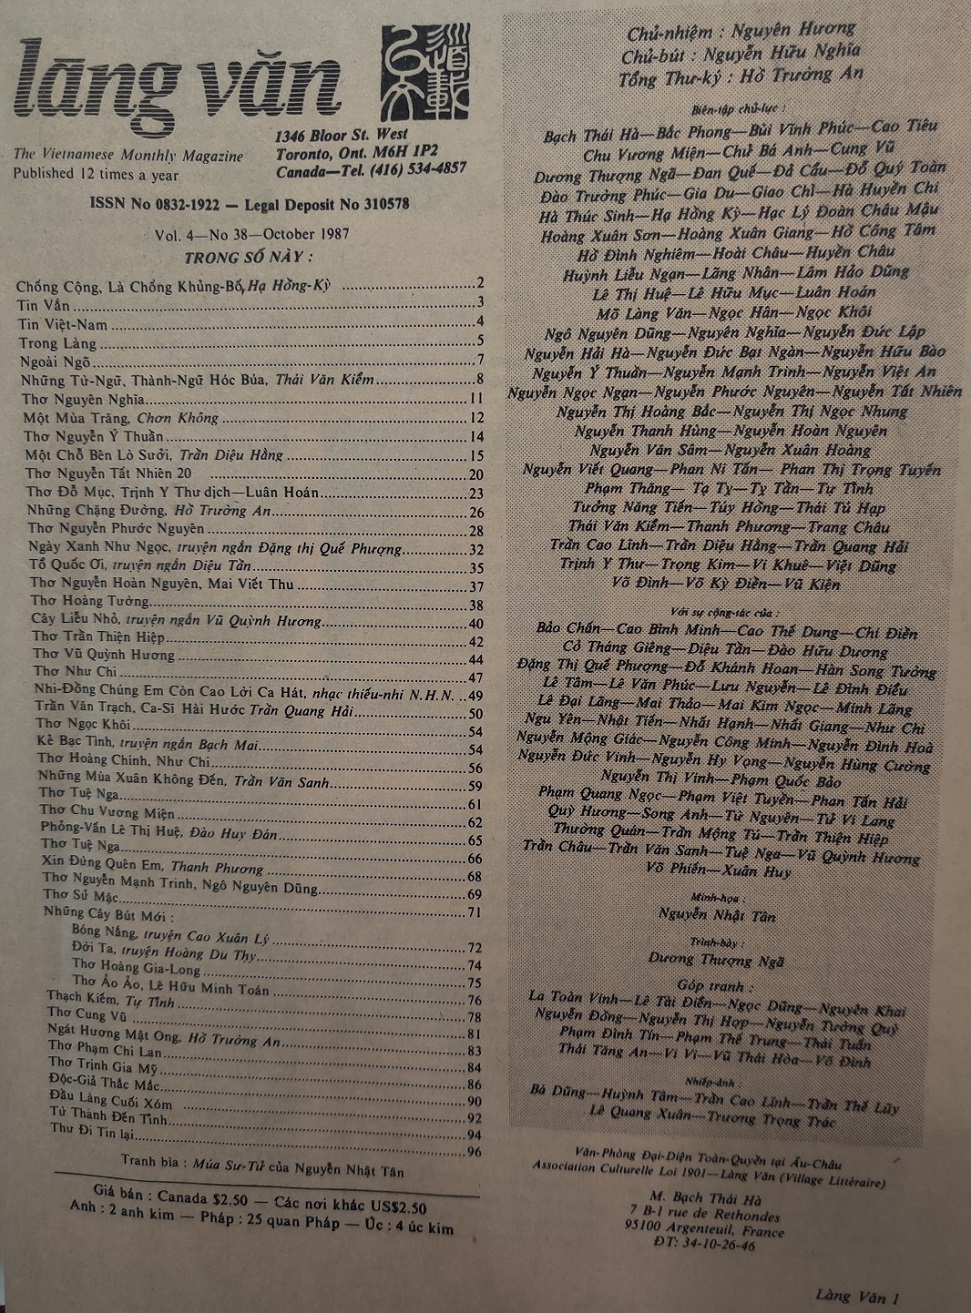 làng văn
1346 Bloor St. West
The Vietnamese Monthly Magazine
Toronto, Ont. M6H 1P2
Published 12 times a year
Canada—Tel. (416) 534-4857
ISSN No 0832-1922 — Legal Deposit No 310578
Vol. 4—No 38—October 1987
TRONG SỐ NÀY :
Chống Cộng, Là Chống Khủng-Bố, Hạ Hồng-Kỳ ..... 2
Tin Vắn ..... 3
Tin Việt-Nam ..... 4
Trong Làng ..... 5
Ngoài Ngõ ..... 7
Những Từ-Ngữ, Thành-Ngữ Hóc Búa, Thái Văn Kiểm ..... 8
Thơ Nguyên Nghĩa ..... 11
Một Mùa Trăng, Chơn Không ..... 12
Thơ Nguyễn Ý Thuần ..... 14
Một Chỗ Bên Lò Sưởi, Trần Diệu Hằng ..... 15
Thơ Nguyễn Tất Nhiên 20 ..... 20
Thơ Đỗ Mục, Trịnh Y Thư dịch—Luân Hoán ..... 23
Những Chặng Đường, Hồ Trường An ..... 26
Thơ Nguyễn Phước Nguyên ..... 28
Ngày Xanh Như Ngọc, truyện ngắn Đặng thị Quế Phượng ..... 32
Tổ Quốc Ơi, truyện ngắn Diệu Tần ..... 35
Thơ Nguyễn Hoàn Nguyên, Mai Viết Thu ..... 37
Thơ Hoàng Tưởng ..... 38
Cây Liễu Nhỏ, truyện ngắn Vũ Quỳnh Hương ..... 40
Thơ Trần Thiện Hiệp ..... 42
Thơ Vũ Quỳnh Hương ..... 44
Thơ Như Chi ..... 47
Nhi-Đồng Chúng Em Còn Cao Lời Ca Hát, nhạc thiếu-nhi N.H.N. ..49
Trần Văn Trạch, Ca-Sĩ Hài Hước Trần Quang Hải ..... 50
Thơ Ngọc Khôi ..... 54
Kẻ Bạc Tình, truyện ngắn Bạch Mai ..... 54
Thơ Hoàng Chinh, Như Chi ..... 56
Những Mùa Xuân Không Đến, Trần Văn Sanh ..... 59
Thơ Tuệ Nga ..... 61
Thơ Chu Vương Miện ..... 62
Phỏng-Vấn Lê Thị Huệ, Đào Huy Đán ..... 65
Thơ Tuệ Nga ..... 66
Xin Đừng Quên Em, Thanh Phương ..... 68
Thơ Nguyễn Mạnh Trinh, Ngô Nguyên Dũng ..... 69
Thơ Sử Mặc ..... 71
Những Cây Bút Mới :
Bóng Nắng, truyện Cao Xuân Lý ..... 72
Đời Ta, truyện Hoàng Du Thy ..... 74
Thơ Hoàng Gia-Long ..... 75
Thơ Ảo Ảo, Lê Hữu Minh Toán ..... 76
Thạch Kiếm, Tự Tình ..... 78
Thơ Cung Vũ ..... 81
Ngát Hương Mật Ong, Hồ Trường An ..... 83
Thơ Phạm Chi Lan ..... 84
Thơ Trịnh Gia Mỹ ..... 86
Độc-Giả Thắc Mắc ..... 90
Đầu Làng Cuối Xóm ..... 92
Từ Thành Đến Tỉnh ..... 94
Thư Đi Tin lại ..... 96
Tranh bìa : Múa Sư-Tử của Nguyễn Nhật Tân
Giá bán : Canada $2.50 — Các nơi khác US$2.50
Anh : 2 anh kim — Pháp : 25 quan Pháp — Úc : 4 úc kim
Chủ-nhiệm : Nguyên Hương
Chủ-bút : Nguyễn Hữu Nghĩa
Tổng Thư-ký : Hồ Trường An
Biên-tập chủ-lực :
Bạch Thái Hà—Bắc Phong—Bùi Vĩnh Phúc—Cao Tiêu
Chu Vương Miện—Chử Bá Anh—Cung Vũ
Dương Thượng Ngã—Đan Quế—Đả Cẩu—Đỗ Quý Toàn
Đào Trường Phúc—Gia Du—Giao Chỉ—Hà Huyền Chi
Hà Thúc Sinh—Hạ Hồng Kỳ—Hạc Lý Đoàn Châu Mậu
Hoàng Xuân Sơn—Hoàng Xuân Giang—Hồ Công Tâm
Hồ Đình Nghiêm—Hoài Châu—Huyền Châu
Huỳnh Liễu Ngạn—Lãng Nhân—Lâm Hảo Dũng
Lê Thị Huệ—Lê Hữu Mục—Luân Hoán
Mõ Làng Văn—Ngọc Hân—Ngọc Khôi
Ngô Nguyên Dũng—Nguyên Nghĩa—Nguyễn Đức Lập
Nguyễn Hải Hà—Nguyễn Đức Bạt Ngàn—Nguyễn Hữu Bào
Nguyễn Ý Thuần—Nguyễn Mạnh Trinh—Nguyễn Việt An
Nguyễn Ngọc Ngạn—Nguyễn Phước Nguyên—Nguyễn Tất Nhiên
Nguyễn Thị Hoàng Bắc—Nguyễn Thị Ngọc Nhung
Nguyễn Thanh Hùng—Nguyễn Hoàn Nguyên
Nguyễn Văn Sâm—Nguyễn Xuân Hoàng
Nguyễn Viết Quang—Phan Ni Tấn— Phan Thị Trọng Tuyến
Phạm Thăng— Tạ Tỵ—Tỵ Tần—Tự Tình
Tưởng Năng Tiến—Túy Hồng—Thái Tú Hạp
Thái Văn Kiểm—Thanh Phương—Trang Châu
Trần Cao Lĩnh—Trần Diệu Hằng—Trần Quang Hải
Trịnh Y Thư—Trọng Kim—Vi Khuê—Việt Dũng
Võ Đình—Võ Kỳ Điền—Vũ Kiện
Với sự cộng-tác của :
Bảo Chấn—Cao Bình Minh—Cao Thế Dung—Chí Điền
Cỏ Tháng Giêng—Diệu Tần—Đào Hữu Dương
Đặng Thị Quế Phượng—Đỗ Khánh Hoan—Hàn Song Tường
Lê Tâm—Lê Văn Phúc—Lưu Nguyễn—Lê Đình Điểu
Lê Đại Lãng—Mai Thảo—Mai Kim Ngọc—Minh Lãng
Ngu Yên—Nhật Tiến—Nhất Hạnh—Nhất Giang—Như Chi
Nguyễn Mộng Giác—Nguyễn Công Minh—Nguyễn Đình Hoà
Nguyễn Đức Vinh—Nguyễn Hy Vọng—Nguyễn Hùng Cường
Nguyễn Thị Vinh—Phạm Quốc Bảo
Phạm Quang Ngọc—Phạm Việt Tuyền—Phan Tấn Hải
Quỳ Hương—Song Anh—Từ Nguyên—Tử Vi Lang
Thường Quán—Trần Mộng Tú—Trần Thiện Hiệp
Trần Châu—Trần Văn Sanh—Tuệ Nga—Vũ Quỳnh Hương
Võ Phiến—Xuân Huy
Minh-họa :
Nguyễn Nhật Tân
Trình-bày :
Dương Thượng Ngã
Góp tranh :
La Toàn Vinh—Lê Tài Điển—Ngọc Dũng—Nguyên Khai
Nguyễn Đồng—Nguyễn Thị Hợp—Nguyễn Tường Quý
Phạm Đình Tín—Phạm Thế Trung—Thái Tuấn
Thái Tăng An—Vi Vi—Vũ Thái Hòa—Võ Đình
Nhiếp-ảnh :
Bá Dũng—Huỳnh Tâm—Trần Cao Lĩnh—Trần Thế Lũy
Lê Quang Xuân—Trương Trọng Trác
Văn-Phòng Đại-Diện Toàn-Quyền tại Âu-Châu
Association Culturelle Loi 1901—Làng Văn (Village Littéraire)
M. Bạch Thái Hà
7 B-1 rue de Rethondes
95100 Argenteuil, France
ĐT: 34-10-26-46
Làng Văn 1